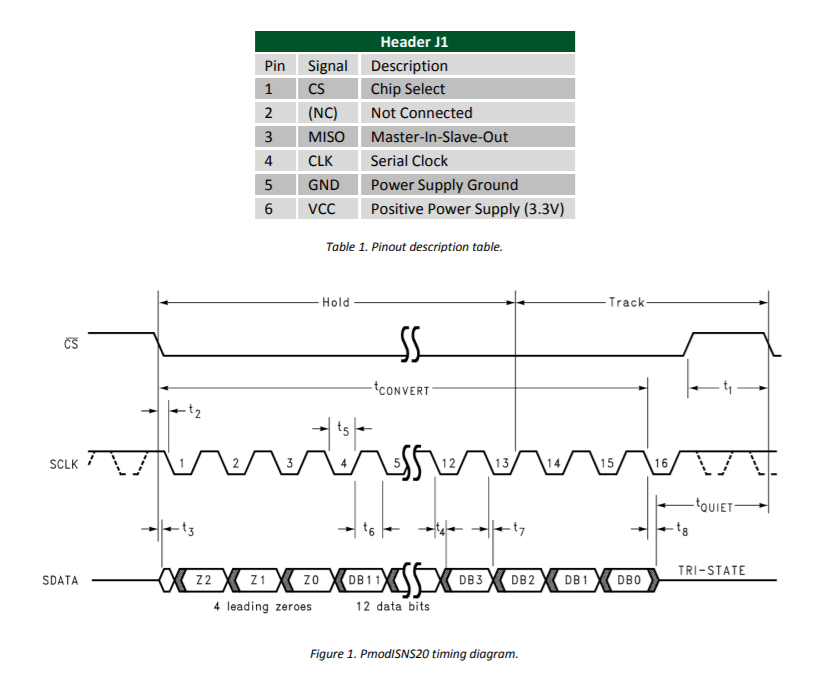 Header J1
Pin Signal Description
1 CS Chip Select
2 (NC) Not Connected
3 MISO Master-In-Slave-Out
4 CLK Serial Clock
5 GND Power Supply Ground
6 VCC Positive Power Supply (3.3V)
Table 1. Pinout description table.
Hold Track
CS
tCONVERT t1
t2
t5
SCLK 1 2 3 4 5 12 13 14 15 16
tQUIET
t3 t6 t4 t7 t8
SDATA Z2 Z1 Z0 DB11 DB3 DB2 DB1 DB0 TRI-STATE
4 leading zeroes 12 data bits
Figure 1. PmodISNS20 timing diagram.